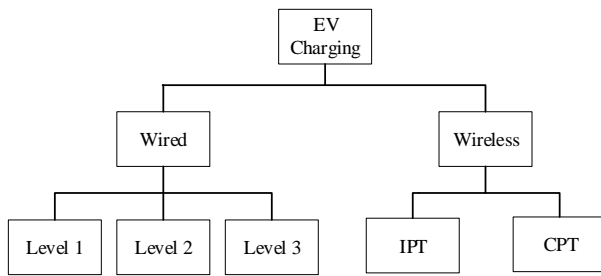 EV
Charging
Wired
Wireless
Level 1
Level 2
Level 3
IPT
CPT